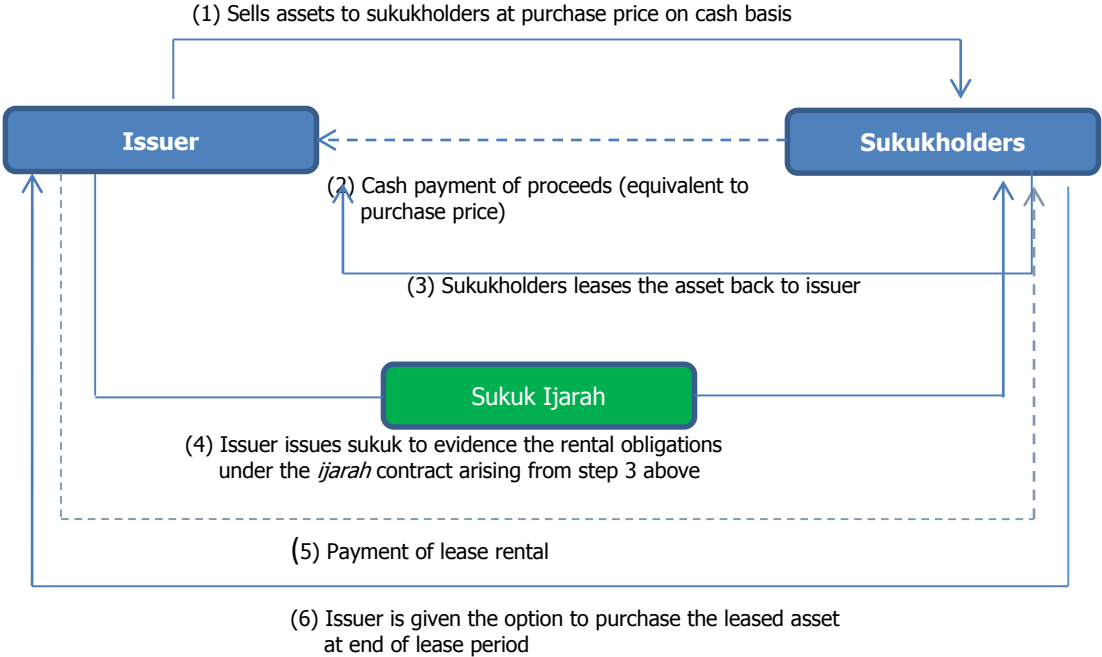 (1) Sells assets to sukukholders at purchase price on cash basis
Issuer
Sukukholders
(2) Cash payment of proceeds (equivalent to
purchase price)
(3) Sukukholders leases the asset back to issuer
Sukuk Ijarah
(4) Issuer issues sukuk to evidence the rental obligations
under the ijarah contract arising from step 3 above
(5) Payment of lease rental
(6) Issuer is given the option to purchase the leased asset
at end of lease period